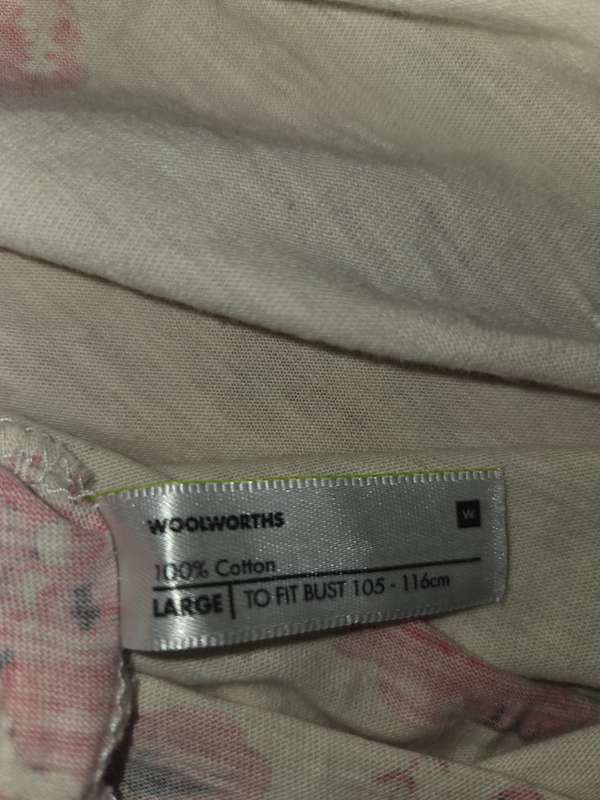 WOOLWORTHS
W
100% Cotton
LARGE | TO FIT BUST 105 - 116cm